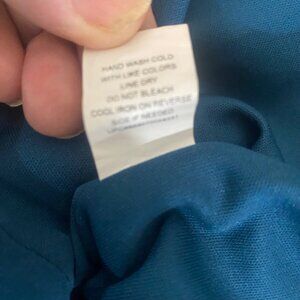 HAND WASH COLD
WITH LIKE COLORS
LINE DRY
DO NOT BLEACH
COOL IRON ON REVERSE
SIDE IF NEEDED